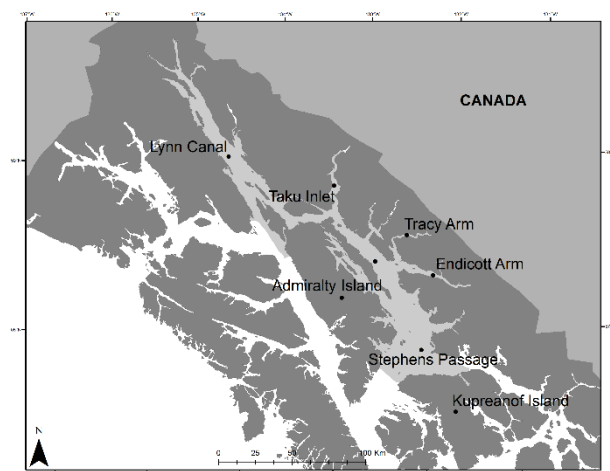 CANADA
Lynn Canal
Taku Inlet
Tracy Arm
Endicott Arm
Admiralty Island
Stephens Passage
Kupreanof Island
N
0 25 50 100 Km